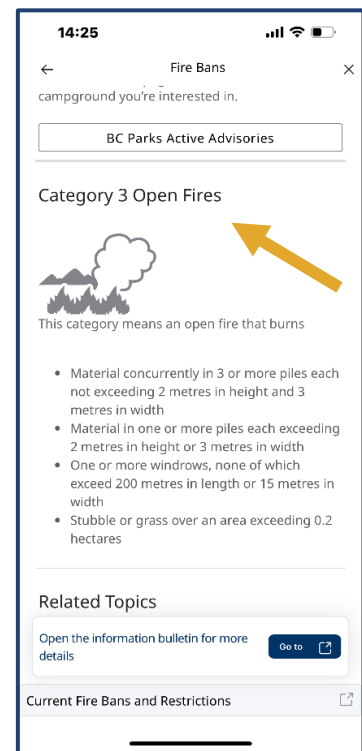 14:25
Fire Bans
campground you're interested in.
BC Parks Active Advisories
Category 3 Open Fires
This category means an open fire that burns
• Material concurrently in 3 or more piles each
not exceeding 2 metres in height and 3
metres in width
• Material in one or more piles each exceeding
2 metres in height or 3 metres in width
• One or more windrows, none of which
exceed 200 metres in length or 15 metres in
width
• Stubble or grass over an area exceeding 0.2
hectares
Related Topics
Open the information bulletin for more
details
Go to
Current Fire Bans and Restrictions